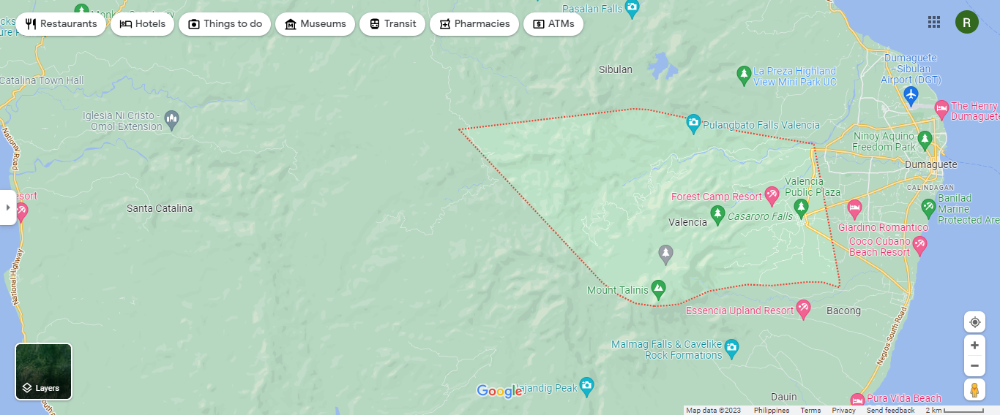 Pasalan Falls
Restaurants
Hotels
Things to do
Museums
Transit
Pharmacies
ATMs
R
Dumaguete
–Sibulan
Airport (DGT)
Sibulan
La Preza Highland
View Mini Park UC
Catalina Town Hall
The Henry
Dumaguete
Iglesia Ni Cristo -
Omol Extension
Pulangbato Falls Valencia
Ninoy Aquino
Freedom Park
National Road
Dumaguete
Valencia
Public Plaza
CALINDAGAN
esort
Forest Camp Resort
Banilad
Marine
Protected Are
Santa Catalina
Valencia
Casaroro Falls
Giardino Romantico
Coco Cubano
Beach Resort
National Highway
Mount Talinis
Essencia Upland Resort
Bacong
Negros South Road
Malmag Falls & Cavelike
Rock Formations
Layers
Google
Najandig Peak
Dauin
Pura Vida Beach
Map data ©2023
Philippines
Terms
Privacy
Send feedback
2 km